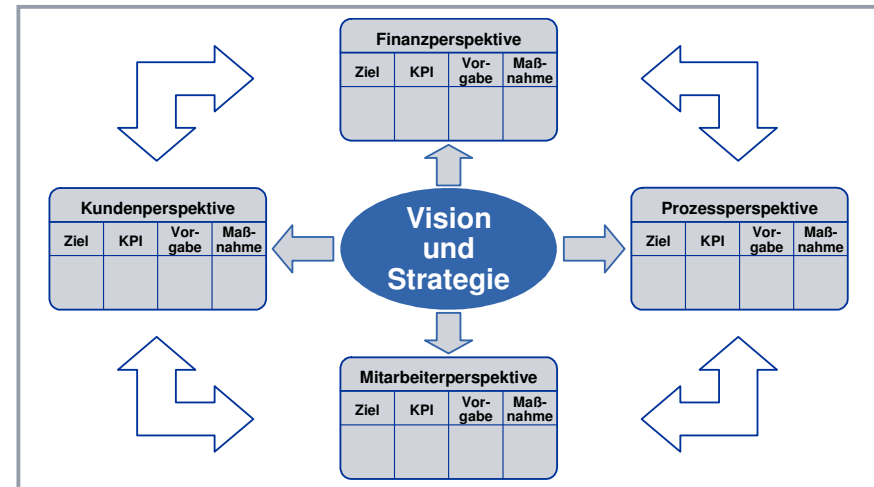 Finanzperspektive
Ziel KPI Vor-gabe Maß-nahme
Kundenperspektive
Ziel KPI Vor-gabe Maß-nahme
Vision
und
Strategie
Prozessperspektive
Ziel KPI Vor-gabe Maß-nahme
Mitarbeiterperspektive
Ziel KPI Vor-gabe Maß-nahme